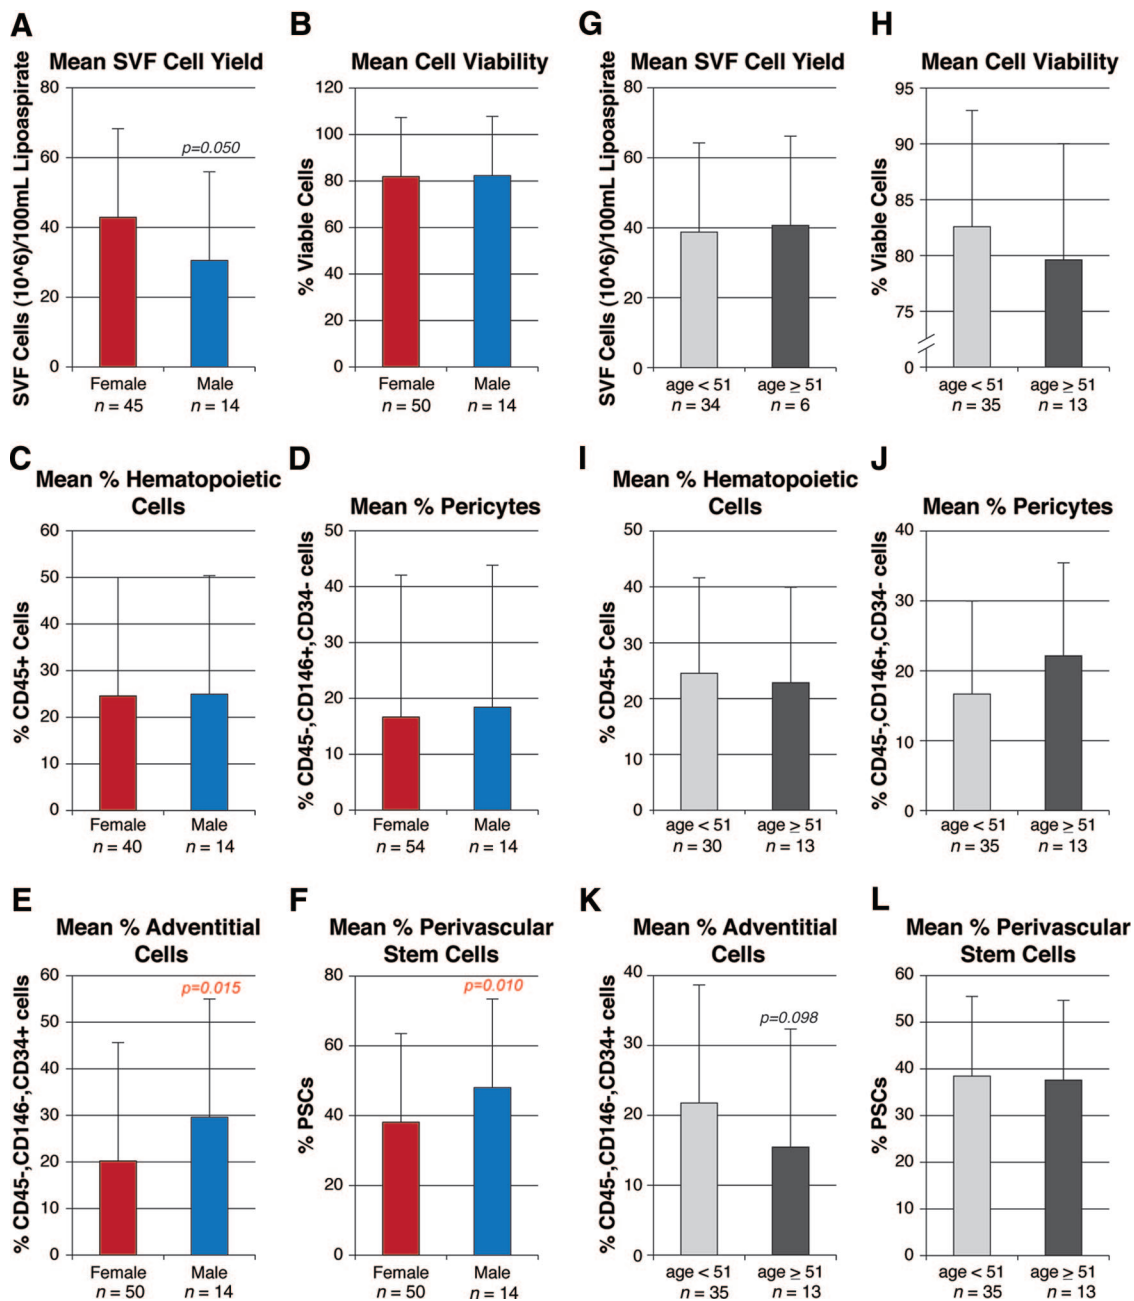 A
Mean SVF Cell Yield
SVF Cells (10^6)/100mL Lipoaspirate
80
60
40
20
0
p=0.050
Female
n = 45
Male
n = 14
B
Mean Cell Viability
% Viable Cells
120
100
80
60
40
20
0
Female
n = 50
Male
n = 14
G
Mean SVF Cell Yield
SVF Cells (10^6)/100mL Lipoaspirate
80
60
40
20
0
age < 51
n = 34
age ≥ 51
n = 6
H
Mean Cell Viability
% Viable Cells
95
90
85
80
75
0
age < 51
n = 35
age ≥ 51
n = 13
C
Mean % Hematopoietic
Cells
% CD45+ Cells
60
50
40
30
20
10
0
Female
n = 40
Male
n = 14
D
Mean % Pericytes
% CD45-,CD146+,CD34- cells
50
40
30
20
10
0
Female
n = 54
Male
n = 14
I
Mean % Hematopoietic
Cells
% CD45+ Cells
50
40
30
20
10
0
age < 51
n = 30
age ≥ 51
n = 13
J
Mean % Pericytes
% CD45-,CD146+,CD34- cells
40
30
20
10
0
age < 51
n = 35
age ≥ 51
n = 13
E
Mean % Adventitial
Cells
% CD45-,CD146-,CD34+ cells
60
50
40
30
20
10
0
p=0.015
Female
n = 50
Male
n = 14
F
Mean % Perivascular
Stem Cells
% PSCs
80
60
40
20
0
p=0.010
Female
n = 50
Male
n = 14
K
Mean % Adventitial
Cells
% CD45-,CD146-,CD34+ cells
40
30
20
10
0
p=0.098
age < 51
n = 35
age ≥ 51
n = 13
L
Mean % Perivascular
Stem Cells
% PSCs
60
50
40
30
20
10
0
age < 51
n = 35
age ≥ 51
n = 13